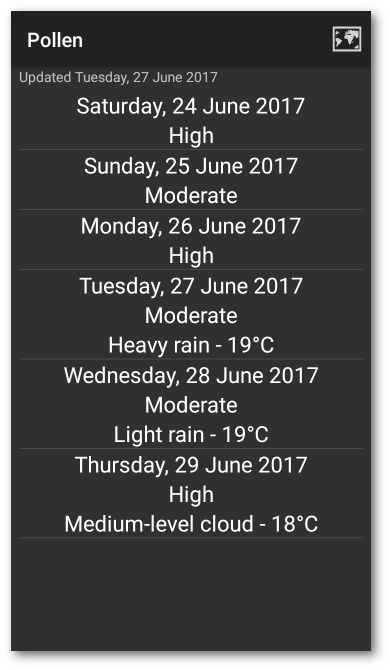 Pollen
Updated Tuesday, 27 June 2017
Saturday, 24 June 2017
High
Sunday, 25 June 2017
Moderate
Monday, 26 June 2017
High
Tuesday, 27 June 2017
Moderate
Heavy rain - 19°C
Wednesday, 28 June 2017
Moderate
Light rain - 19°C
Thursday, 29 June 2017
High
Medium-level cloud - 18°C